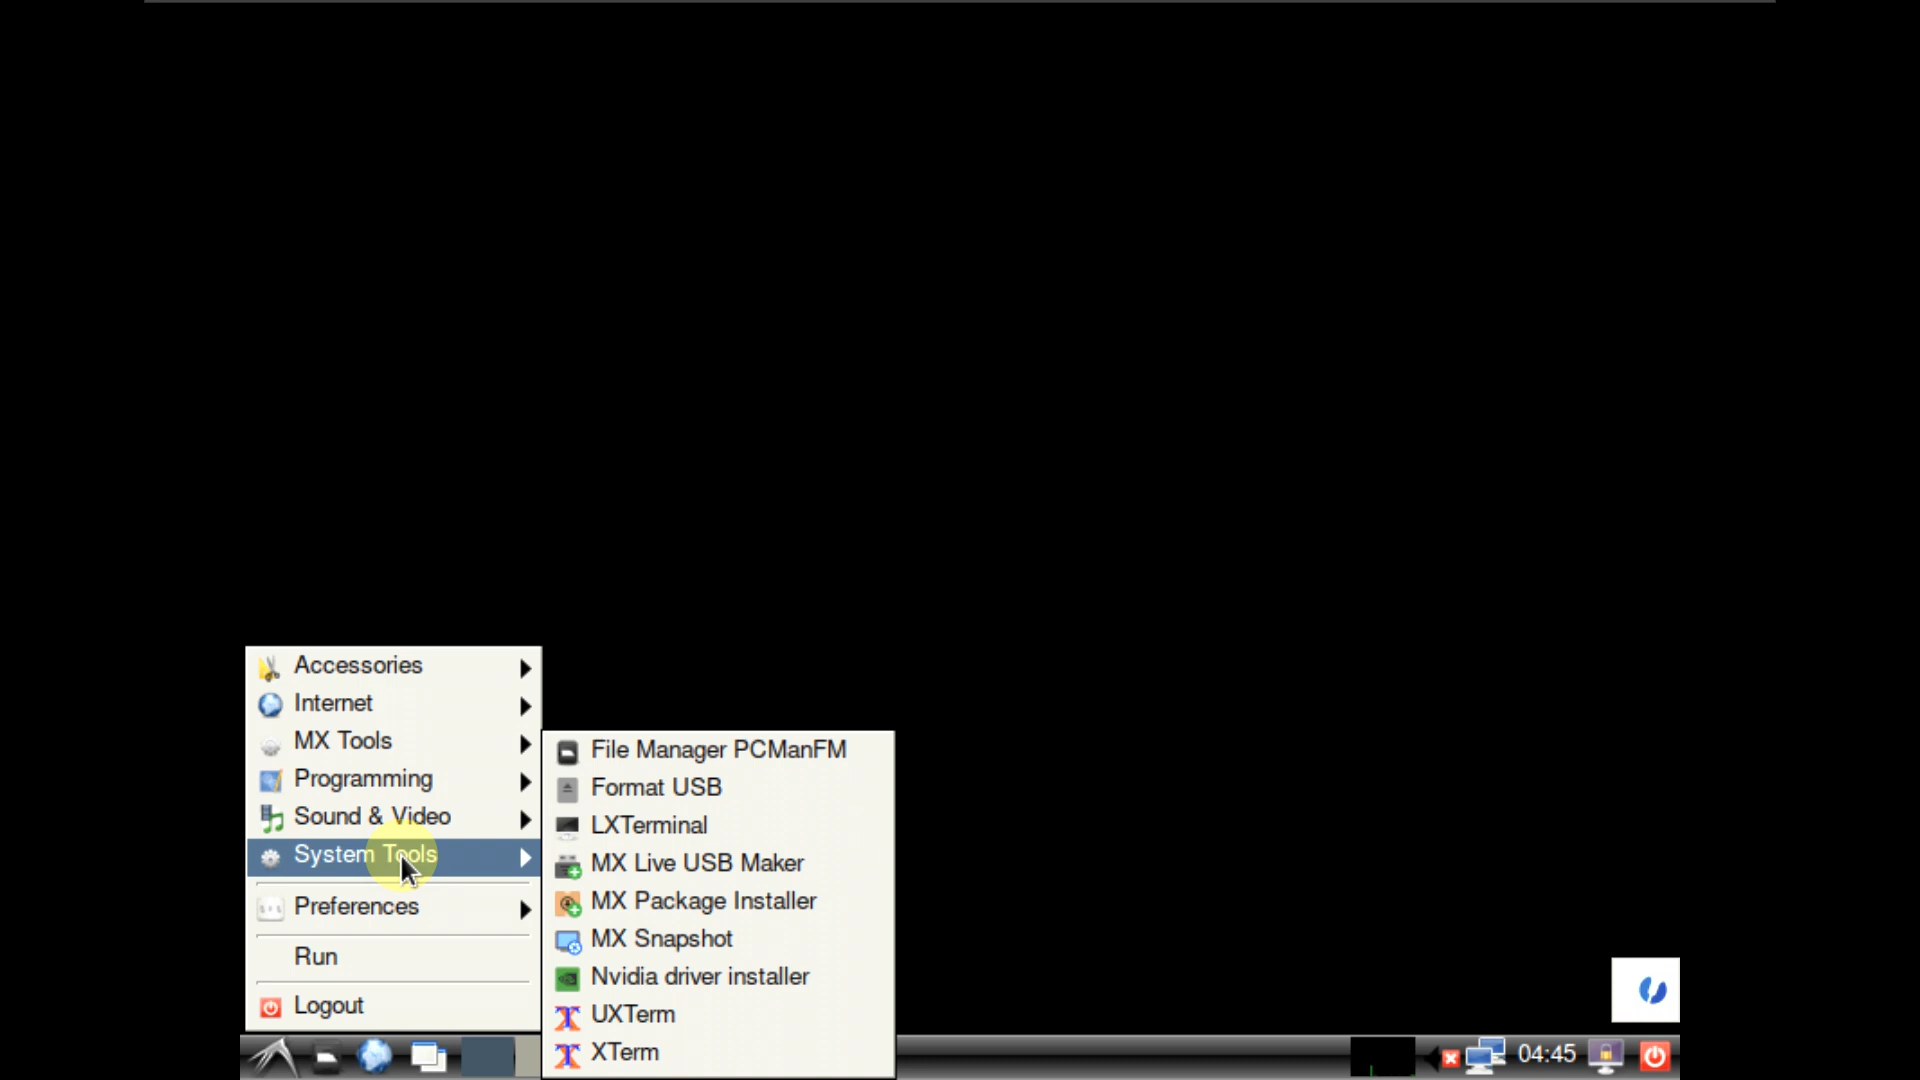 Accessories
Internet
MX Tools
Programming
Sound & Video
System Tools
Preferences
Run
Logout
File Manager PCManFM
Format USB
LXTerminal
MX Live USB Maker
MX Package Installer
MX Snapshot
Nvidia driver installer
UXTerm
XTerm
04:45